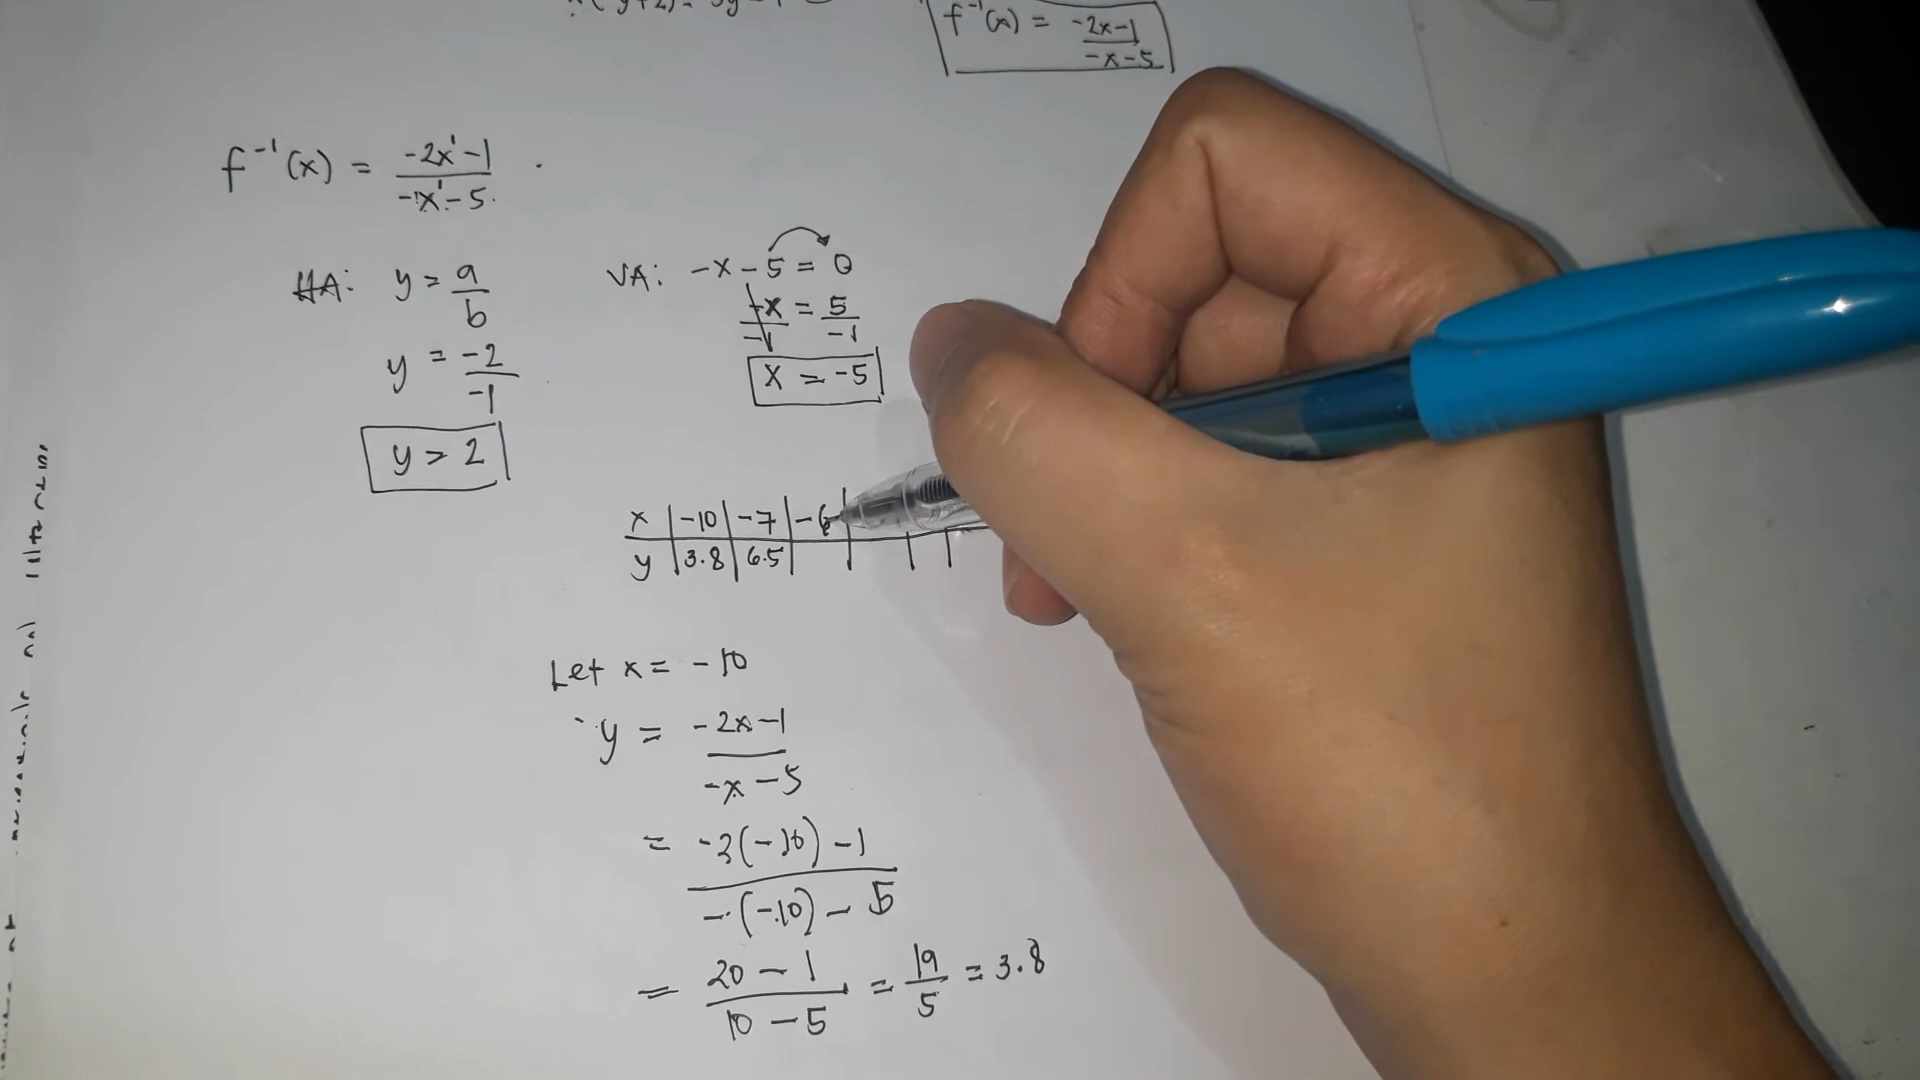 f⁻¹(x) = -2x-1 / -x-5
f⁻¹(x) = -2x¹-1 / -1x¹-5
HA: y = a/b
y = -2/-1
y = 2
VA: -x - 5 = 0
-x/-1 = 5/-1
x = -5
x | -10 | -7 | -6
y | 3.8 | 6.5 |
Let x = -10
y = -2x-1 / -x-5
= -2(-10)-1 / -(-10)-5
= 20-1 / 10-5 = 19/5 = 3.8